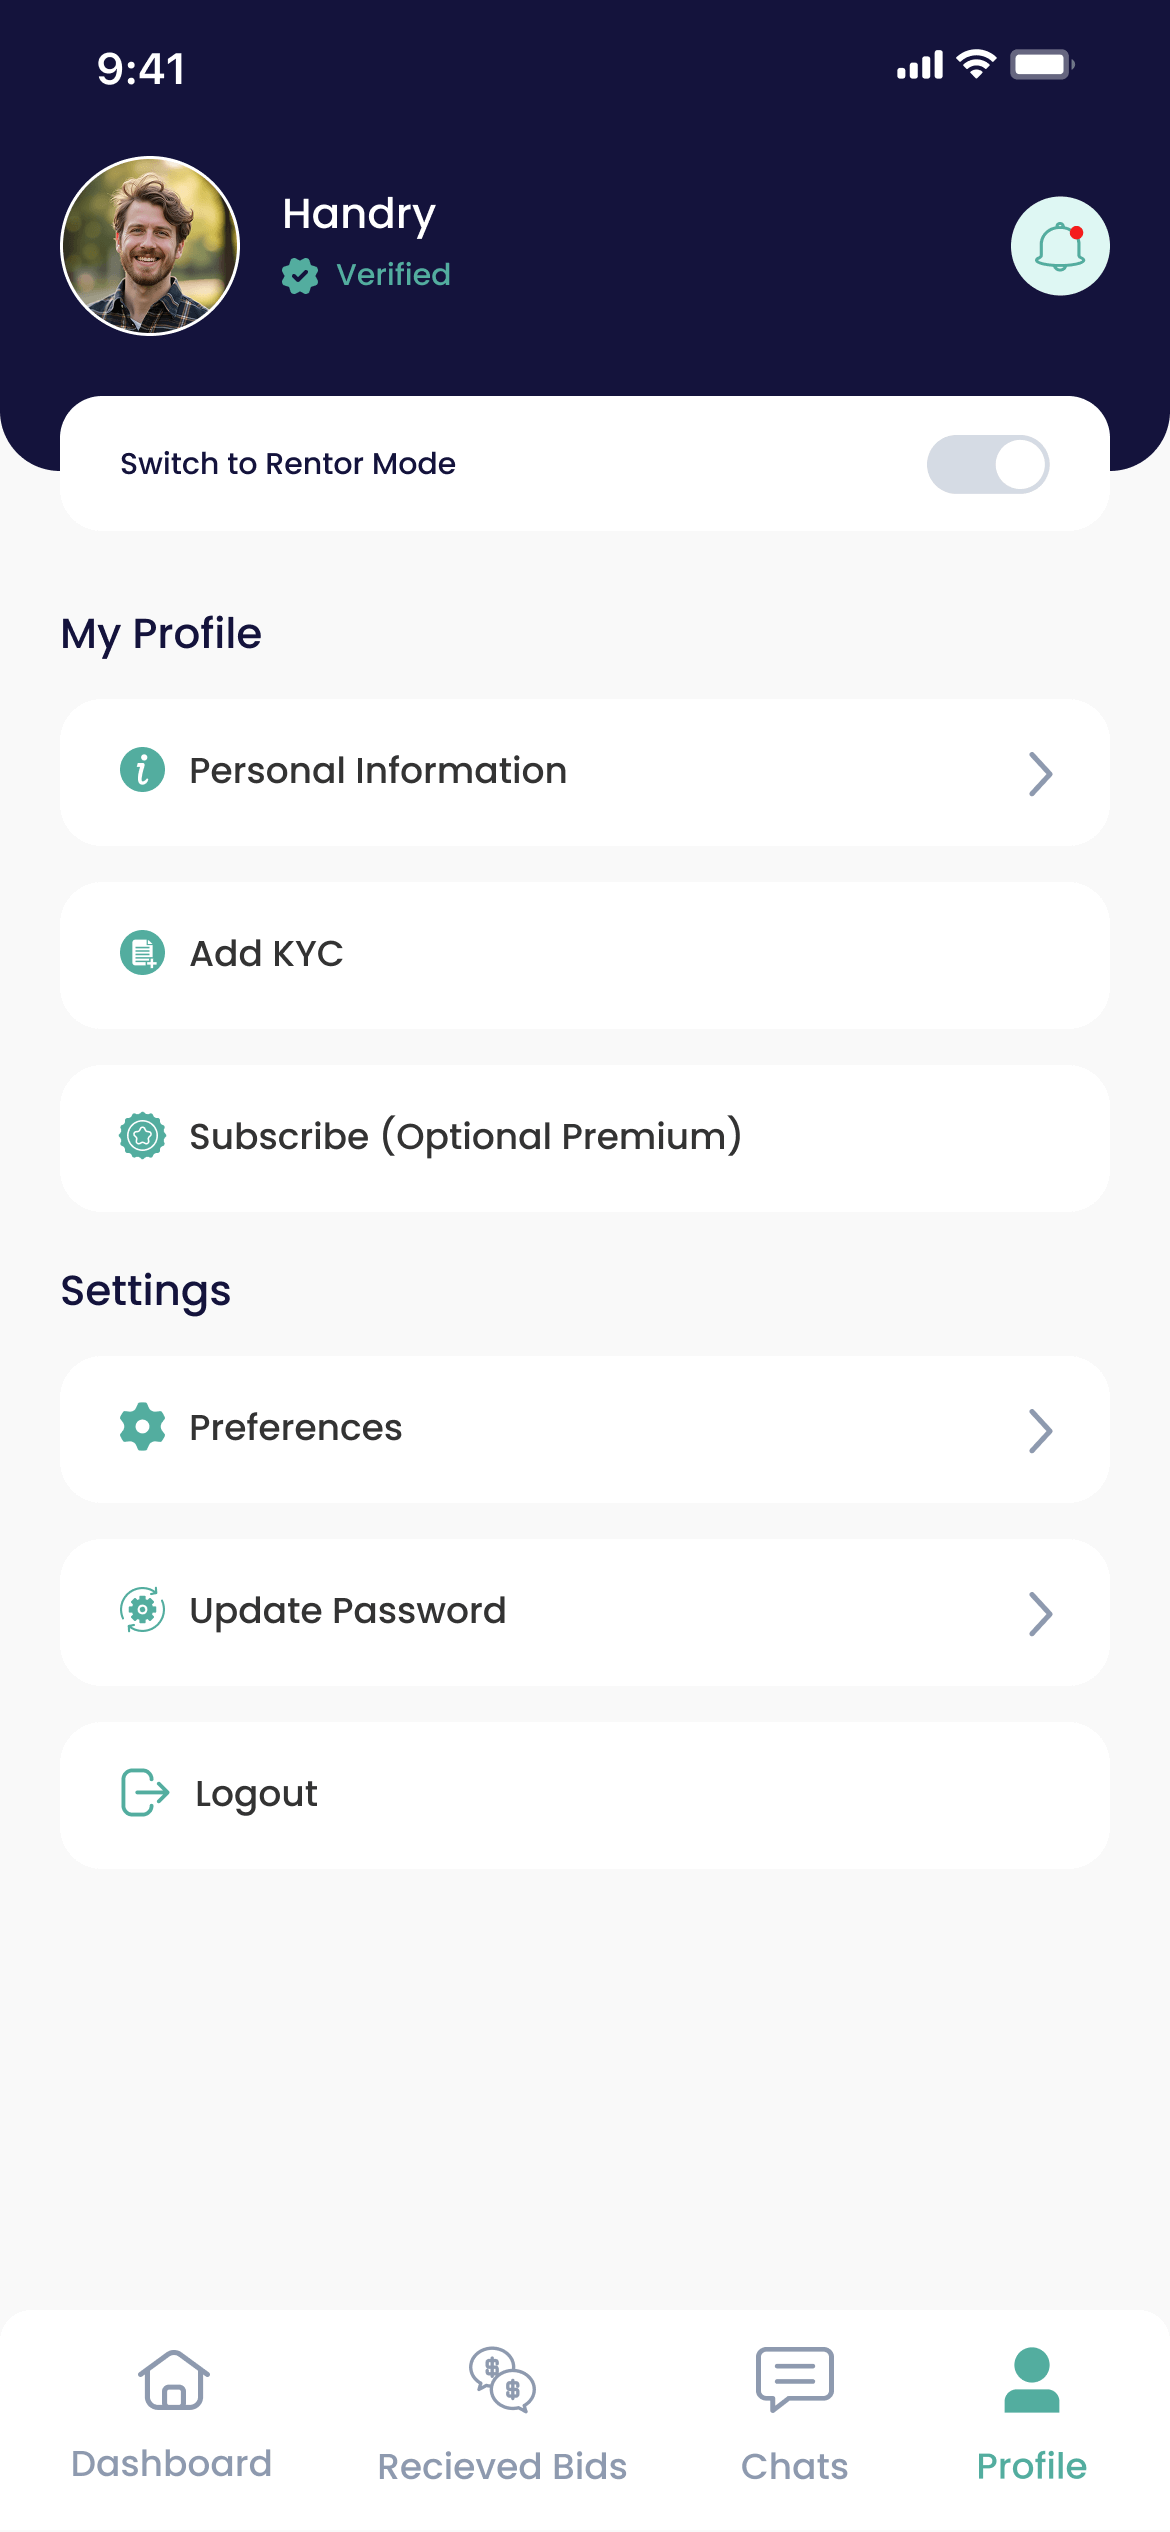 9:41
Handry
Verified
Switch to Rentor Mode
My Profile
Personal Information
Add KYC
Subscribe (Optional Premium)
Settings
Preferences
Update Password
Logout
Dashboard
Recieved Bids
Chats
Profile